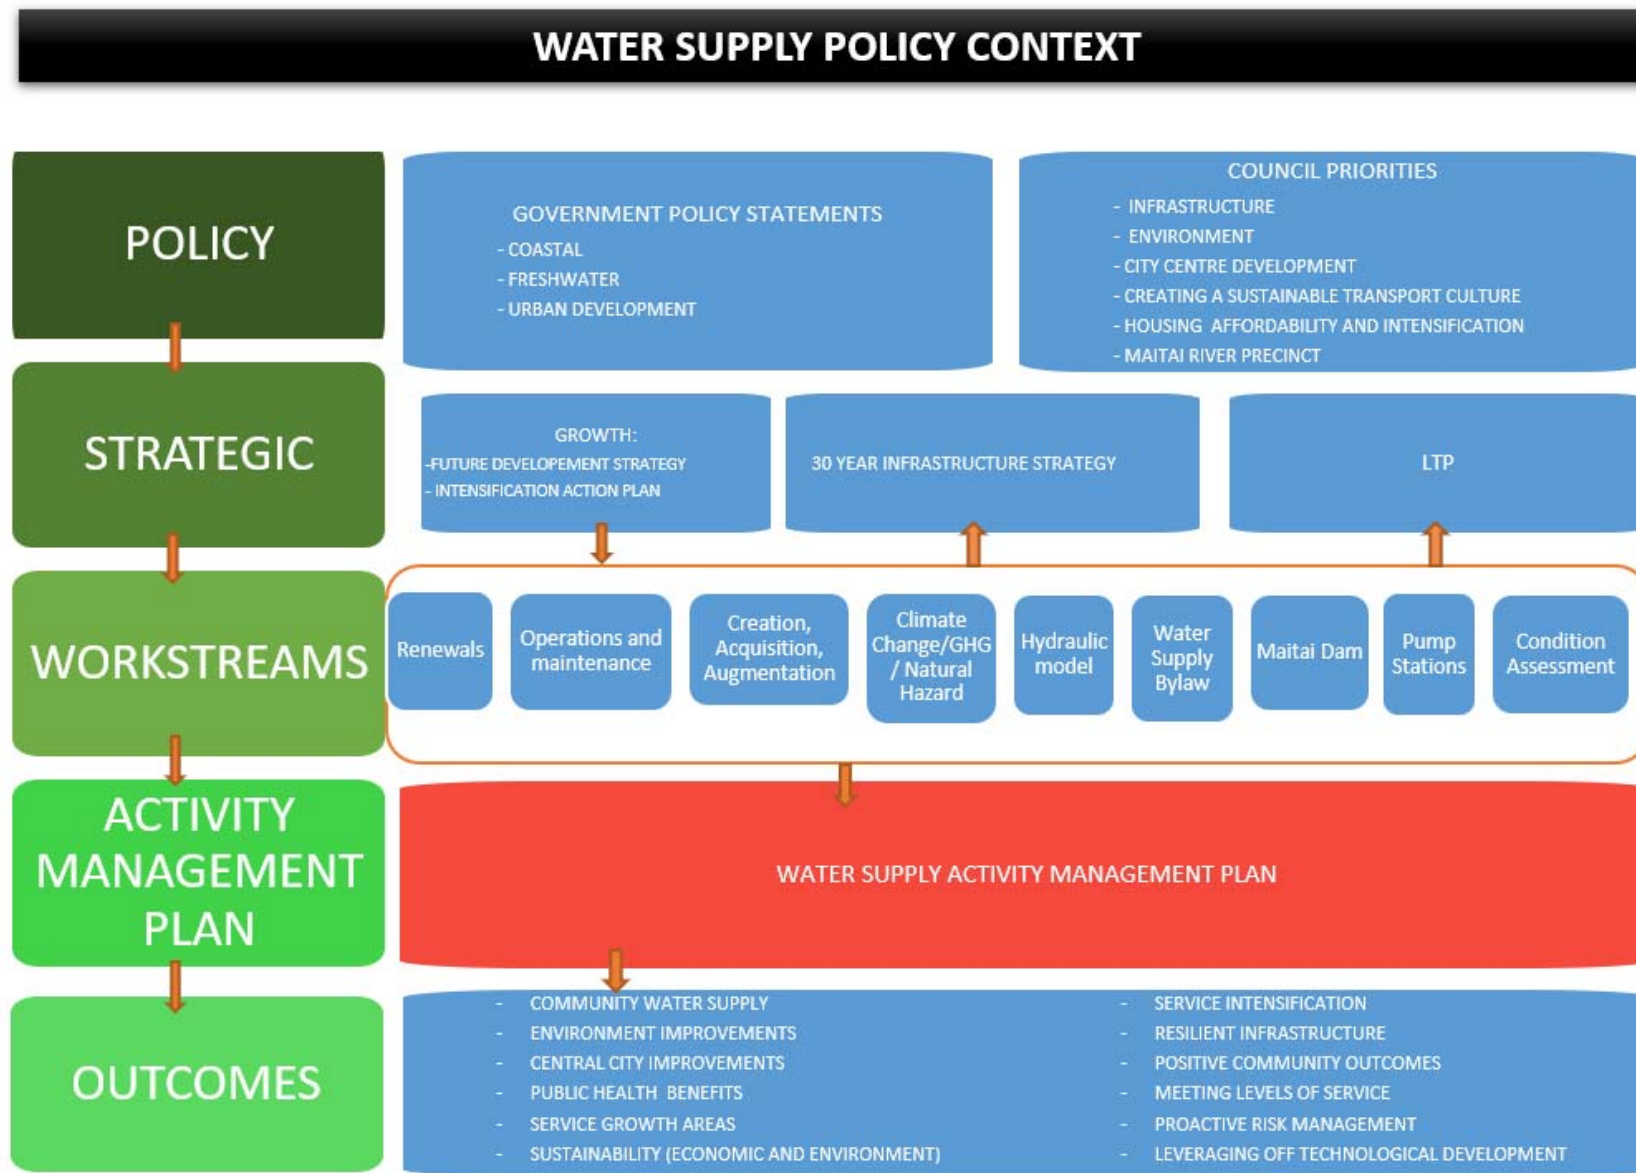 WATER SUPPLY POLICY CONTEXT
POLICY
GOVERNMENT POLICY STATEMENTS
- COASTAL
- FRESHWATER
- URBAN DEVELOPMENT
COUNCIL PRIORITIES
- INFRASTRUCTURE
- ENVIRONMENT
- CITY CENTRE DEVELOPMENT
- CREATING A SUSTAINABLE TRANSPORT CULTURE
- HOUSING AFFORDABILITY AND INTENSIFICATION
- MAITAI RIVER PRECINCT
STRATEGIC
GROWTH:
-FUTURE DEVELOPEMENT STRATEGY
- INTENSIFICATION ACTION PLAN
30 YEAR INFRASTRUCTURE STRATEGY
LTP
WORKSTREAMS
Renewals
Operations and
maintenance
Creation,
Acquisition,
Augmentation
Climate
Change/GHG
/ Natural
Hazard
Hydraulic
model
Water
Supply
Bylaw
Maitai Dam
Pump
Stations
Condition
Assessment
ACTIVITY
MANAGEMENT
PLAN
WATER SUPPLY ACTIVITY MANAGEMENT PLAN
OUTCOMES
- COMMUNITY WATER SUPPLY
- ENVIRONMENT IMPROVEMENTS
- CENTRAL CITY IMPROVEMENTS
- PUBLIC HEALTH BENEFITS
- SERVICE GROWTH AREAS
- SUSTAINABILITY (ECONOMIC AND ENVIRONMENT)
- SERVICE INTENSIFICATION
- RESILIENT INFRASTRUCTURE
- POSITIVE COMMUNITY OUTCOMES
- MEETING LEVELS OF SERVICE
- PROACTIVE RISK MANAGEMENT
- LEVERAGING OFF TECHNOLOGICAL DEVELOPMENT